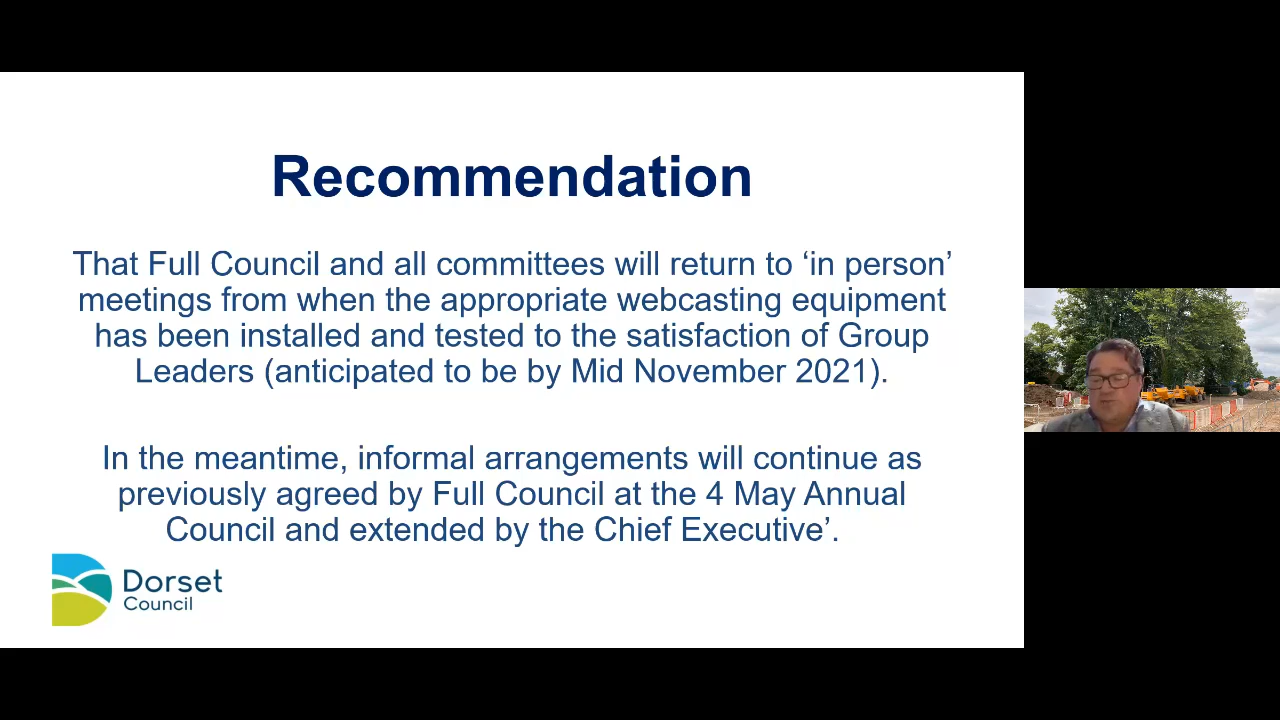 Recommendation
That Full Council and all committees will return to ‘in person’
meetings from when the appropriate webcasting equipment
has been installed and tested to the satisfaction of Group
Leaders (anticipated to be by Mid November 2021).
In the meantime, informal arrangements will continue as
previously agreed by Full Council at the 4 May Annual
Council and extended by the Chief Executive’.
Dorset
Council